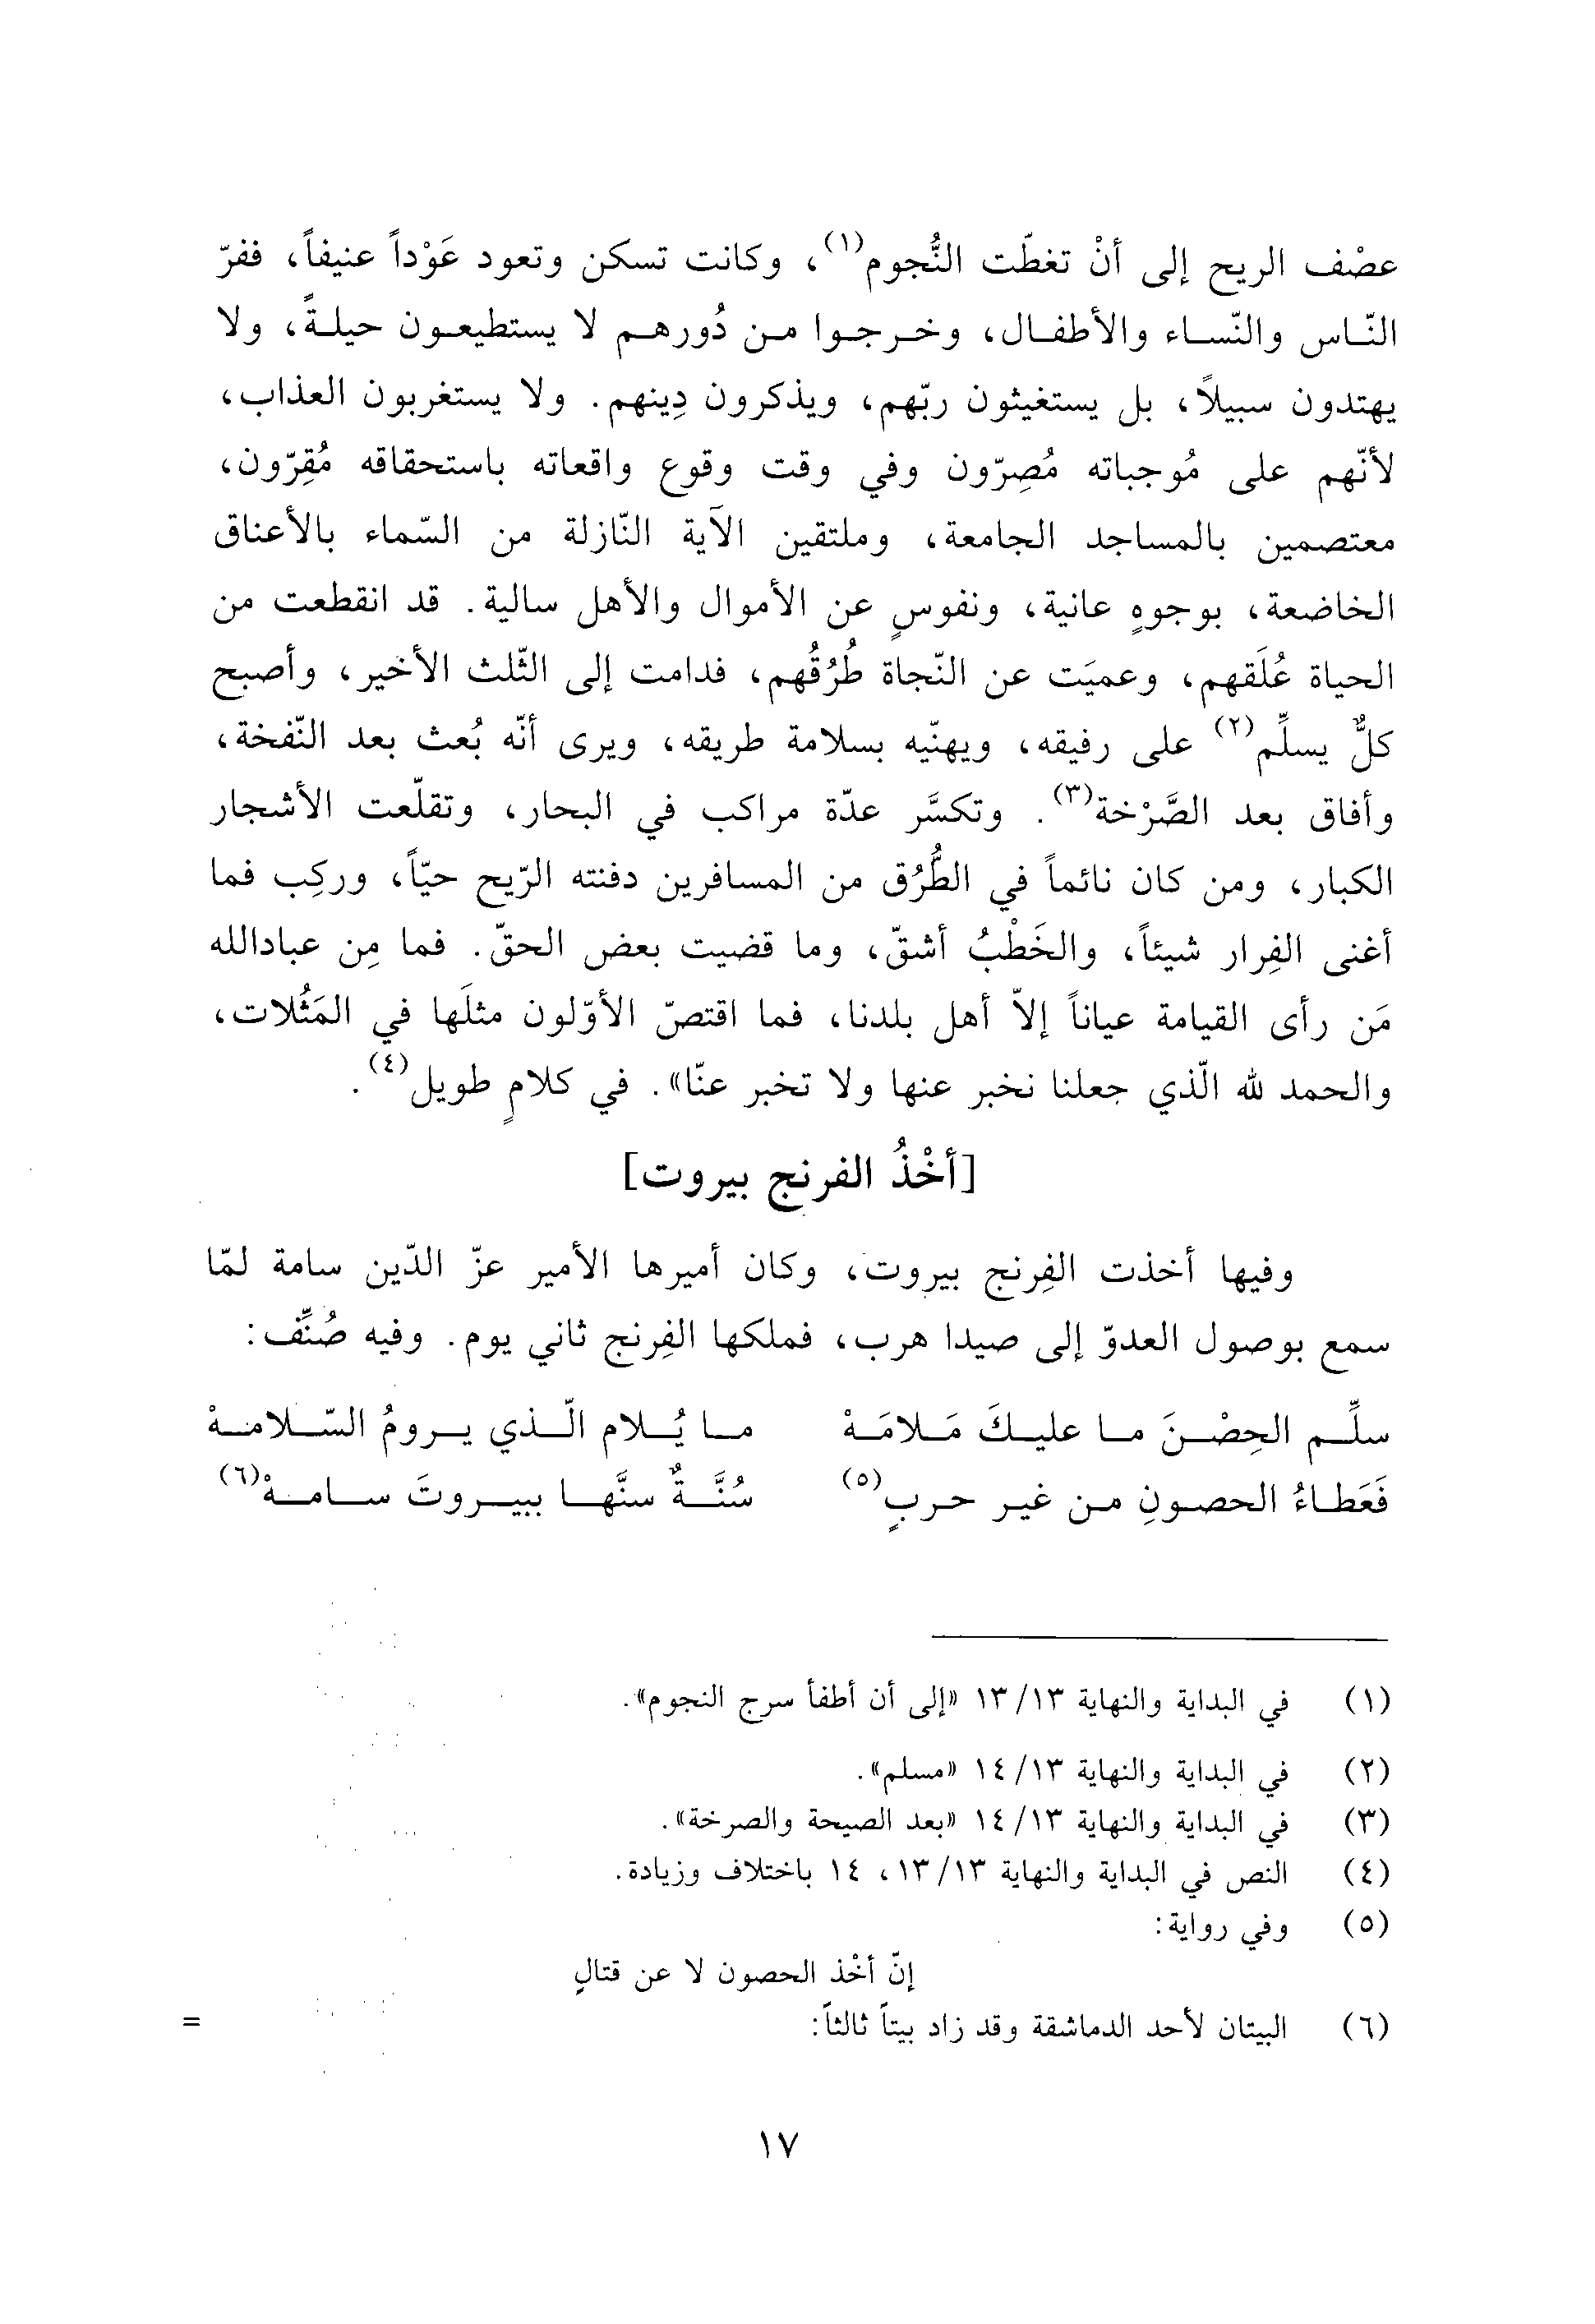 عصْف الريح إلى أنْ تغطّت النُّجوم(١)، وكانت تسكن وتعود عَوْداً عنيفاً، ففرّ
النّاس والنّساء والأطفال، وخرجوا من دُورهم لا يستطيعون حيلةً، ولا
يهتدون سبيلاً، بل يستغيثون ربّهم، ويذكرون دِينهم. ولا يستغربون العذاب،
لأنّهم على مُوجباته مُصِرّون وفي وقت وقوع واقعاته باستحقاقه مُقِرّون،
معتصمين بالمساجد الجامعة، وملتقين الآية النّازلة من السّماء بالأعناق
الخاضعة، بوجوهٍ عانية، ونفوسٍ عن الأموال والأهل سالية. قد انقطعت من
الحياة عُلَقهم، وعميَت عن النّجاة طُرُقُهم، فدامت إلى الثّلث الأخير، وأصبح
كلٌّ يسلِّم(٢) على رفيقه، ويهنّيه بسلامة طريقه، ويرى أنّه بُعث بعد النّفخة،
وأفاق بعد الصَّرْخة(٣). وتكسَّر عدّة مراكب في البحار، وتقلّعت الأشجار
الكبار، ومن كان نائماً في الطُّرُق من المسافرين دفنته الرّيح حيّاً، وركِب فما
أغنى الفِرار شيئاً، والخَطْبُ أشقّ، وما قضيت بعض الحقّ. فما مِن عبادالله
مَن رأى القيامة عياناً إلاّ أهل بلدنا، فما اقتصّ الأوّلون مثلَها في المَثُلات،
والحمد لله الّذي جعلنا نخبر عنها ولا تخبر عنّا». في كلامٍ طويل(٤).
[أخْذُ الفرنج بيروت]
وفيها أخذت الفِرنج بيروت، وكان أميرها الأمير عزّ الدّين سامة لمّا
سمع بوصول العدوّ إلى صيدا هرب، فملكها الفِرنج ثاني يوم. وفيه صُنِّف:
سلِّم الحِصْنَ ما عليكَ مَلامَهْ ما يُلام الّذي يرومُ السّلامهْ
فَعَطاءُ الحصونِ من غير حربٍ(٥) سُنَّةٌ سنَّها ببيروتَ سامهْ(٦)
(١) في البداية والنهاية ١٣/١٣ «إلى أن أطفأ سرج النجوم».
(٢) في البداية والنهاية ١٤/١٣ «مسلم».
(٣) في البداية والنهاية ١٤/١٣ «بعد الصيحة والصرخة».
(٤) النص في البداية والنهاية ١٣/١٣، ١٤ باختلاف وزيادة.
(٥) وفي رواية:
إنّ أخْذ الحصون لا عن قتالٍ
(٦) البيتان لأحد الدماشقة وقد زاد بيتاً ثالثاً: =
١٧